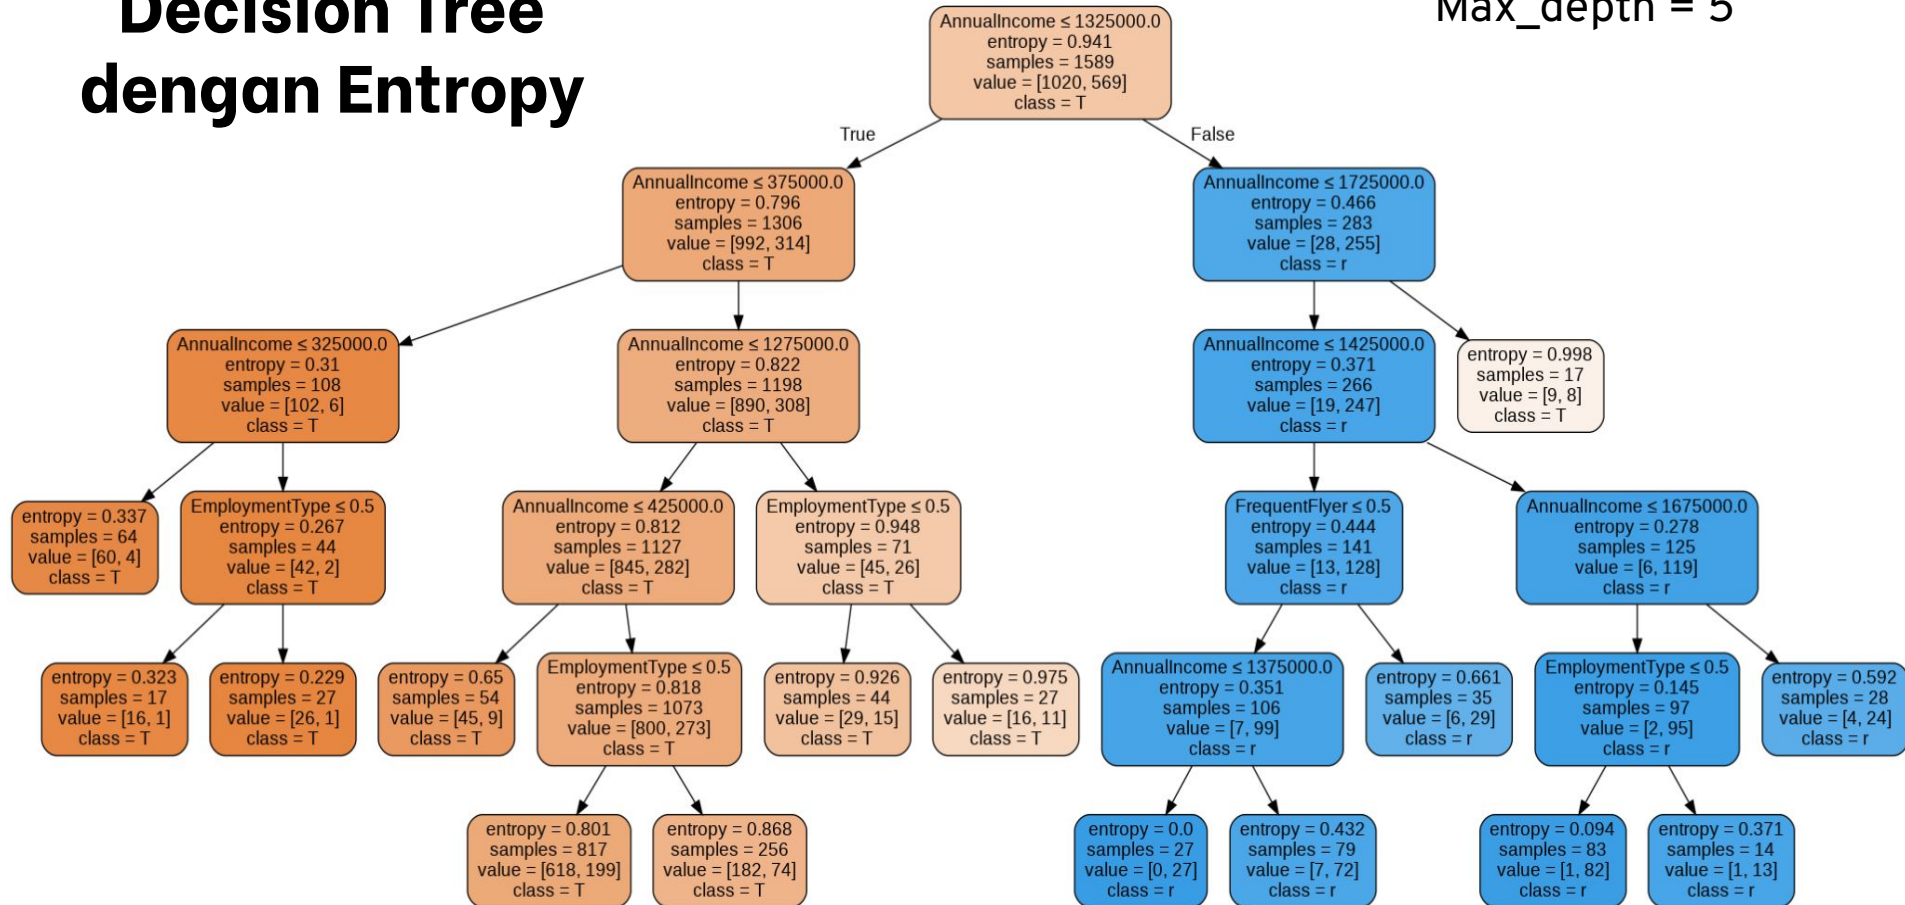 Decision Tree
dengan Entropy
Max_depth = 5
AnnualIncome ≤ 1325000.0
entropy = 0.941
samples = 1589
value = [1020, 569]
class = T
True
False
AnnualIncome ≤ 375000.0
entropy = 0.796
samples = 1306
value = [992, 314]
class = T
AnnualIncome ≤ 1725000.0
entropy = 0.466
samples = 283
value = [28, 255]
class = r
AnnualIncome ≤ 325000.0
entropy = 0.31
samples = 108
value = [102, 6]
class = T
AnnualIncome ≤ 1275000.0
entropy = 0.822
samples = 1198
value = [890, 308]
class = T
AnnualIncome ≤ 1425000.0
entropy = 0.371
samples = 266
value = [19, 247]
class = r
entropy = 0.998
samples = 17
value = [9, 8]
class = T
entropy = 0.337
samples = 64
value = [60, 4]
class = T
EmploymentType ≤ 0.5
entropy = 0.267
samples = 44
value = [42, 2]
class = T
AnnualIncome ≤ 425000.0
entropy = 0.812
samples = 1127
value = [845, 282]
class = T
EmploymentType ≤ 0.5
entropy = 0.948
samples = 71
value = [45, 26]
class = T
FrequentFlyer ≤ 0.5
entropy = 0.444
samples = 141
value = [13, 128]
class = r
AnnualIncome ≤ 1675000.0
entropy = 0.278
samples = 125
value = [6, 119]
class = r
entropy = 0.323
samples = 17
value = [16, 1]
class = T
entropy = 0.229
samples = 27
value = [26, 1]
class = T
entropy = 0.65
samples = 54
value = [45, 9]
class = T
EmploymentType ≤ 0.5
entropy = 0.818
samples = 1073
value = [800, 273]
class = T
entropy = 0.926
samples = 44
value = [29, 15]
class = T
entropy = 0.975
samples = 27
value = [16, 11]
class = T
AnnualIncome ≤ 1375000.0
entropy = 0.351
samples = 106
value = [7, 99]
class = r
entropy = 0.661
samples = 35
value = [6, 29]
class = r
EmploymentType ≤ 0.5
entropy = 0.145
samples = 97
value = [2, 95]
class = r
entropy = 0.592
samples = 28
value = [4, 24]
class = r
entropy = 0.801
samples = 817
value = [618, 199]
class = T
entropy = 0.868
samples = 256
value = [182, 74]
class = T
entropy = 0.0
samples = 27
value = [0, 27]
class = r
entropy = 0.432
samples = 79
value = [7, 72]
class = r
entropy = 0.094
samples = 83
value = [1, 82]
class = r
entropy = 0.371
samples = 14
value = [1, 13]
class = r